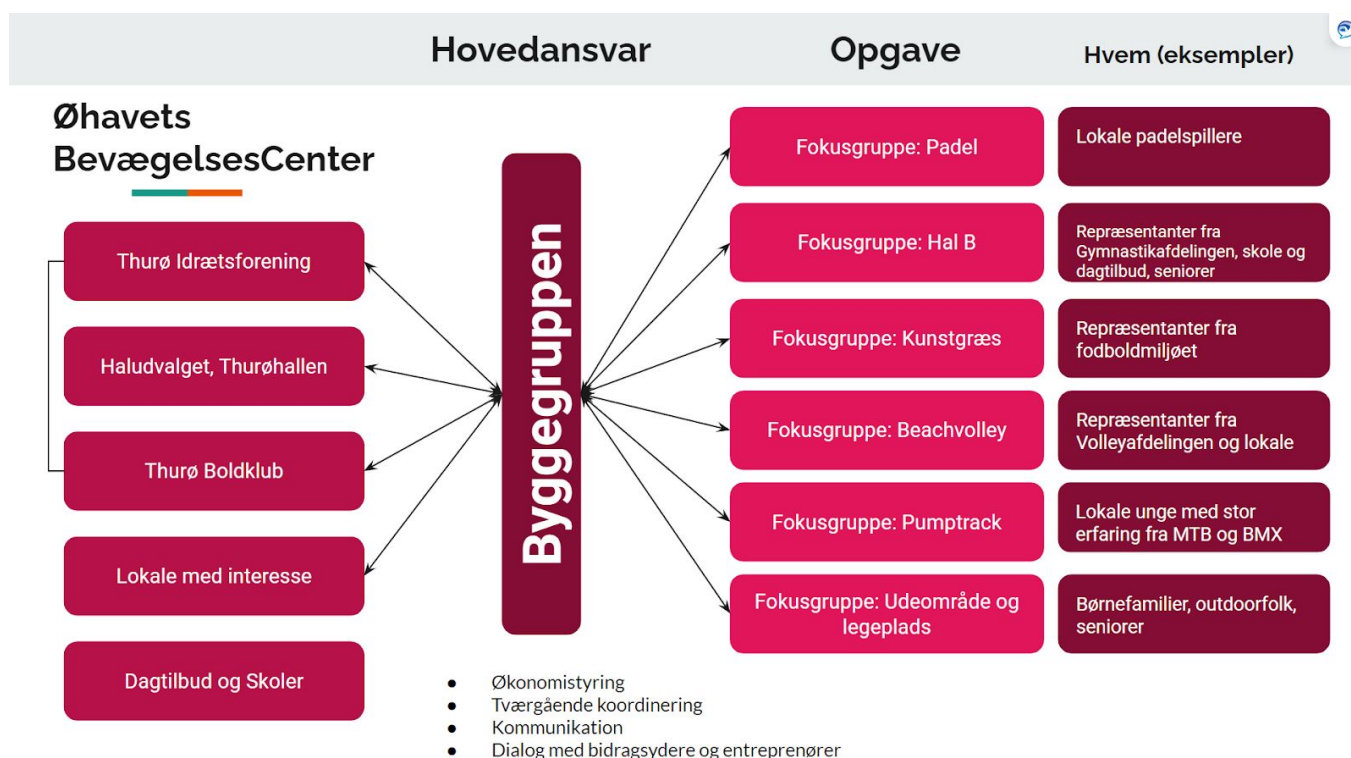 Hovedansvar
Opgave
Hvem (eksempler)
Øhavets
BevægelsesCenter
Thurø Idrætsforening
Haludvalget, Thurøhallen
Thurø Boldklub
Lokale med interesse
Dagtilbud og Skoler
Byggegruppen
Økonomistyring
Tværgående koordinering
Kommunikation
Dialog med bidragsydere og entreprenører
Fokusgruppe: Padel
Lokale padelspillere
Fokusgruppe: Hal B
Repræsentanter fra
Gymnastikafdelingen, skole og
dagtilbud, seniorer
Fokusgruppe: Kunstgræs
Repræsentanter fra
fodboldmiljøet
Fokusgruppe: Beachvolley
Repræsentanter fra
Volleyafdelingen og lokale
Fokusgruppe: Pumptrack
Lokale unge med stor
erfaring fra MTB og BMX
Fokusgruppe: Udeområde og
legeplads
Børnefamilier, outdoorfolk,
seniorer